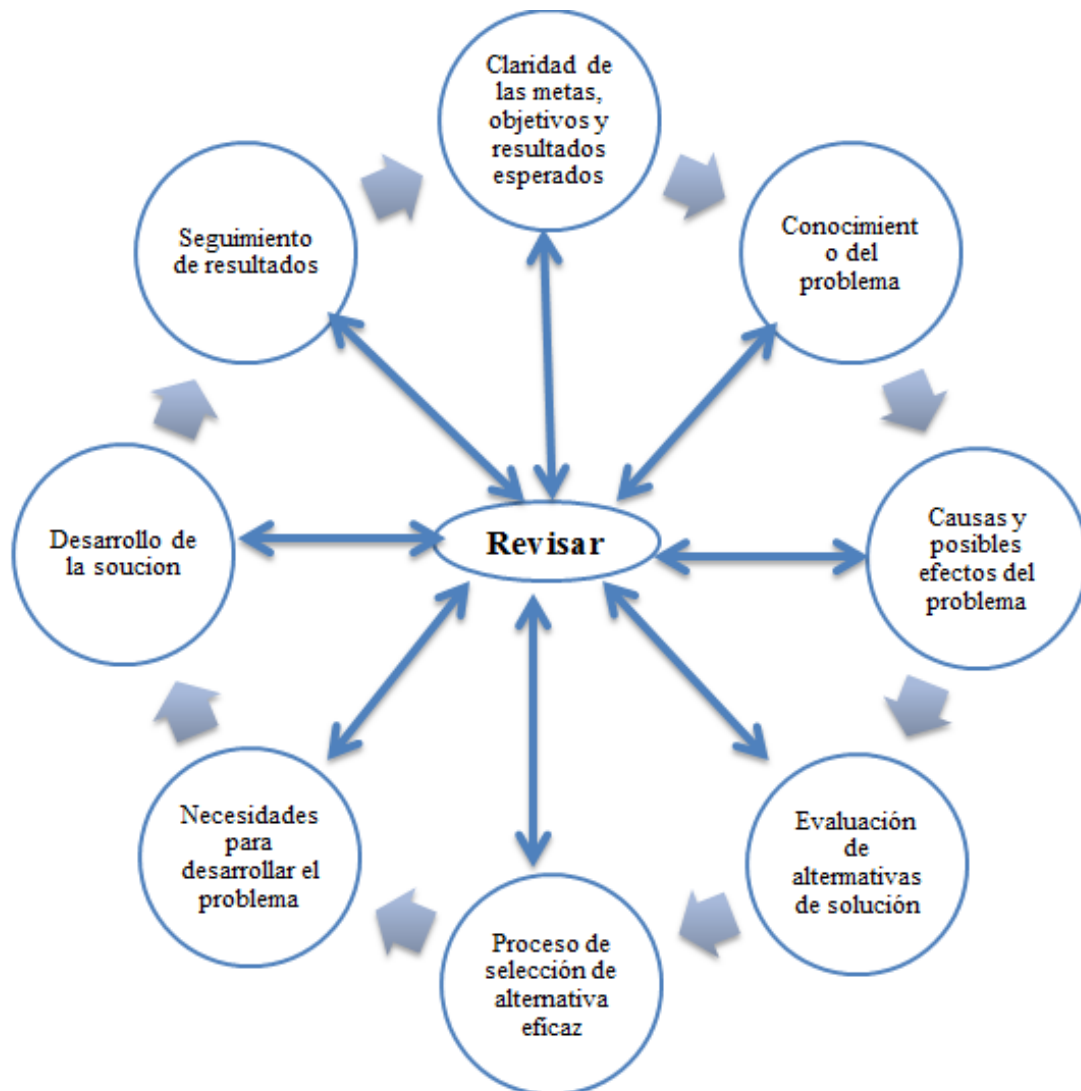 Claridad de
las metas,
objetivos y
resultados
esperados
Conocimient
o del
problema
Causas y
posibles
efectos del
problema
Evaluación
de
altermativas
de solución
Proceso de
selección de
alternativa
eficaz
Necesidades
para
desarrollar el
problema
Desarrollo de
la soucion
Seguimiento
de resultados
Revisar